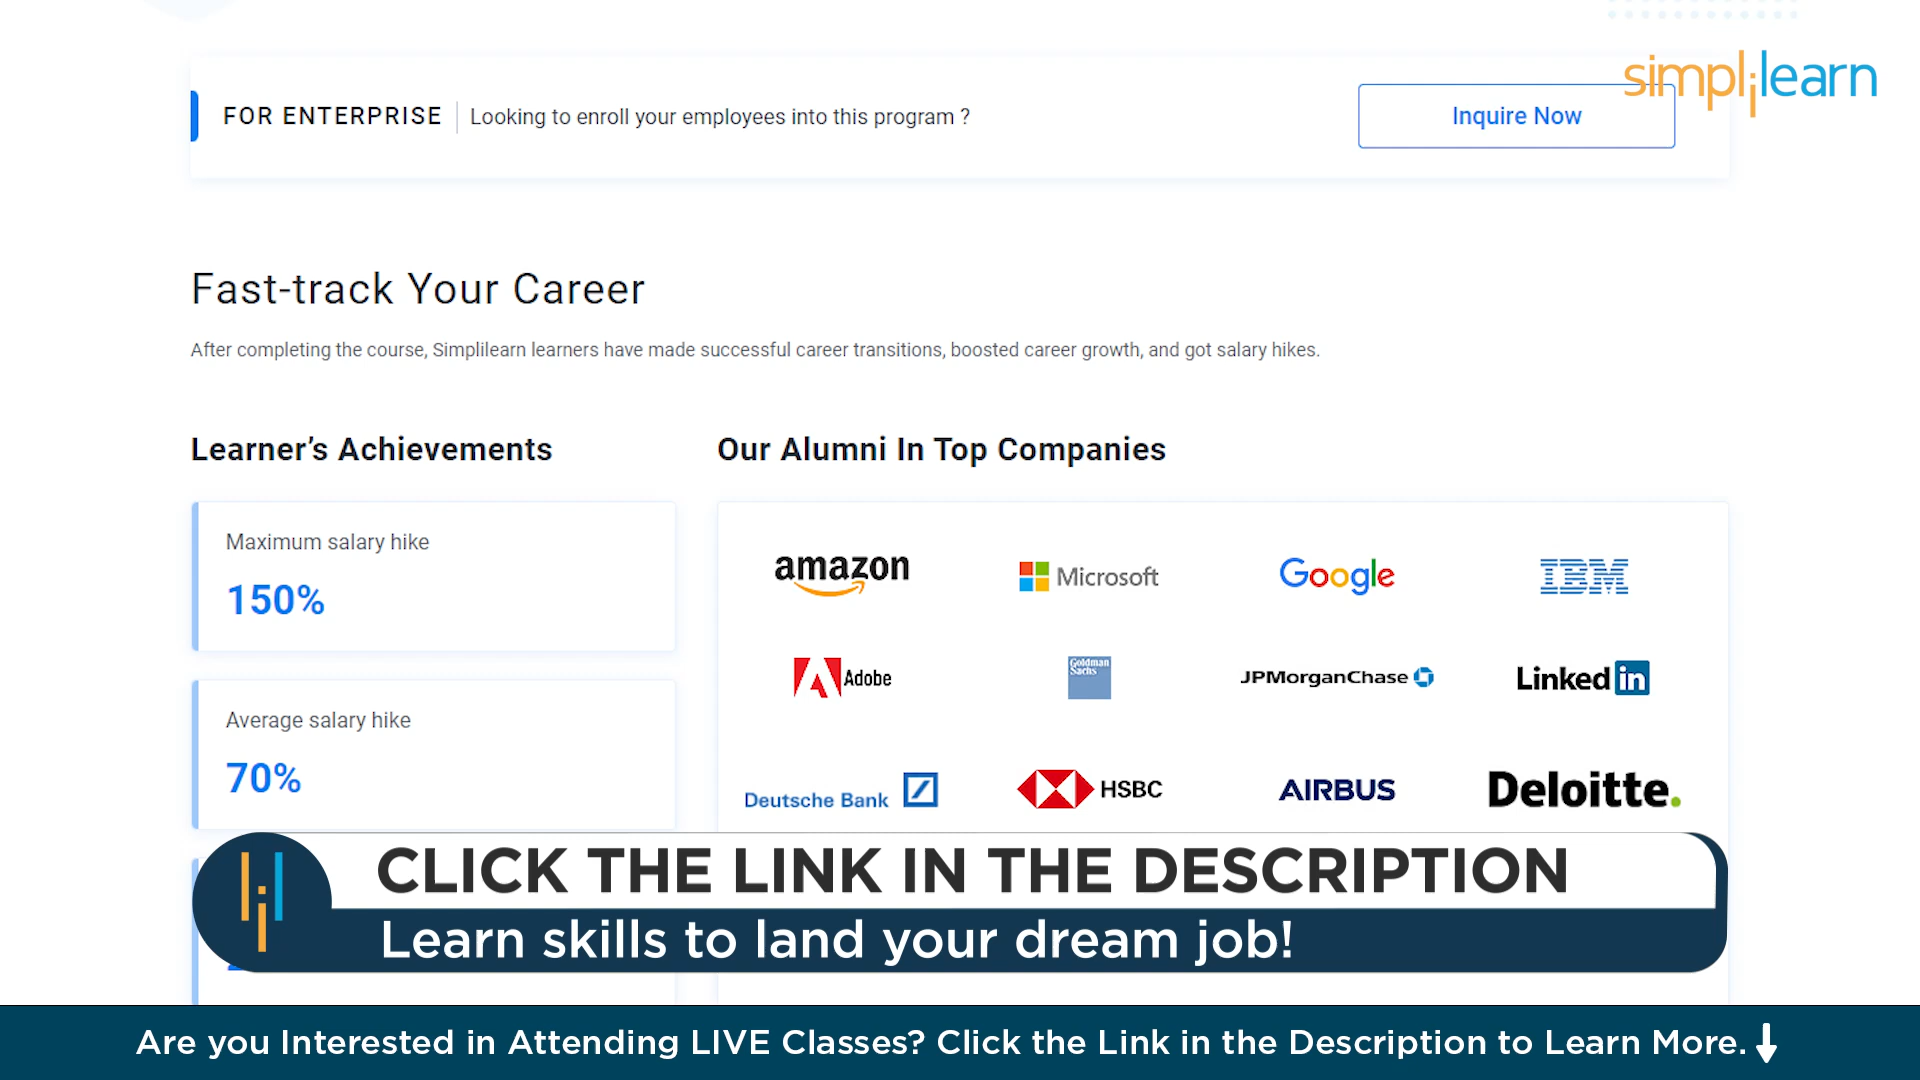 simplilearn
FOR ENTERPRISE Looking to enroll your employees into this program ? Inquire Now
Fast-track Your Career
After completing the course, Simplilearn learners have made successful career transitions, boosted career growth, and got salary hikes.
Learner’s Achievements
Our Alumni In Top Companies
Maximum salary hike
150%
Average salary hike
70%
amazon Microsoft Google IBM
Adobe Goldman Sachs JPMorganChase LinkedIn
Deutsche Bank HSBC AIRBUS Deloitte.
CLICK THE LINK IN THE DESCRIPTION
Learn skills to land your dream job!
Are you Interested in Attending LIVE Classes? Click the Link in the Description to Learn More.